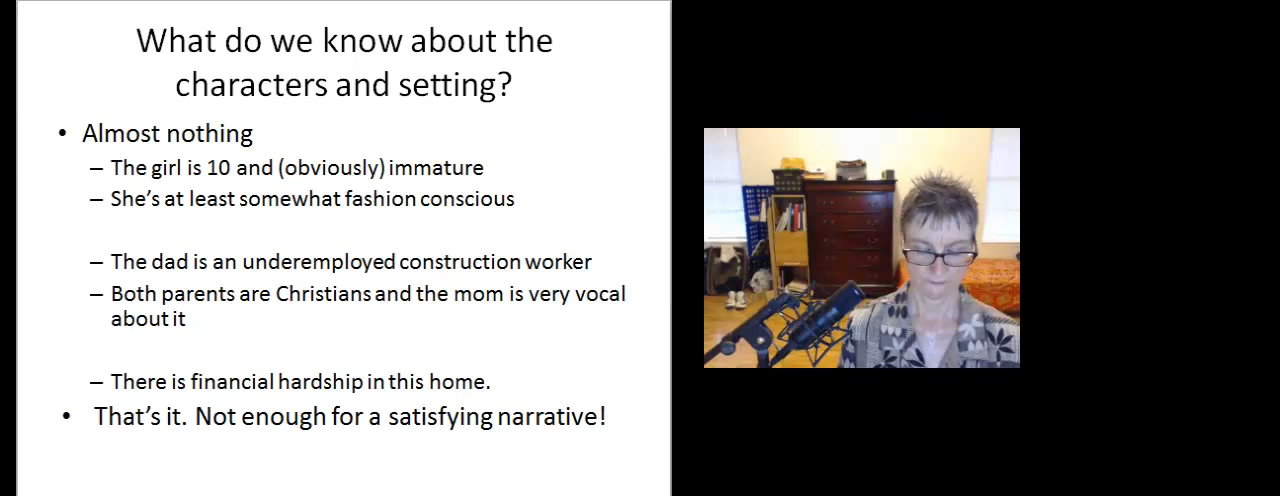 What do we know about the
characters and setting?
• Almost nothing
– The girl is 10 and (obviously) immature
– She's at least somewhat fashion conscious
– The dad is an underemployed construction worker
– Both parents are Christians and the mom is very vocal
about it
– There is financial hardship in this home.
• That's it. Not enough for a satisfying narrative!